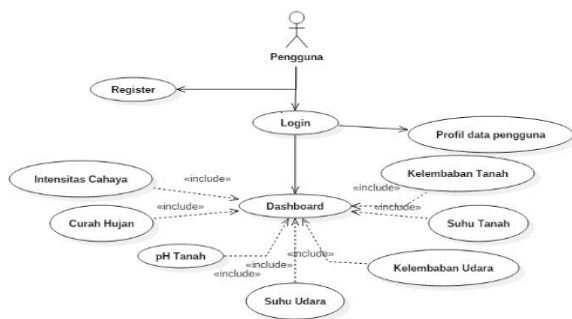 Pengguna
Register
Login
Profil data pengguna
«include»
Intensitas Cahaya
Kelembaban Tanah
«include»
«include»
Dashboard
«include»
Curah Hujan
Suhu Tanah
pH Tanah
«include»
«include»
«include»
Kelembaban Udara
Suhu Udara